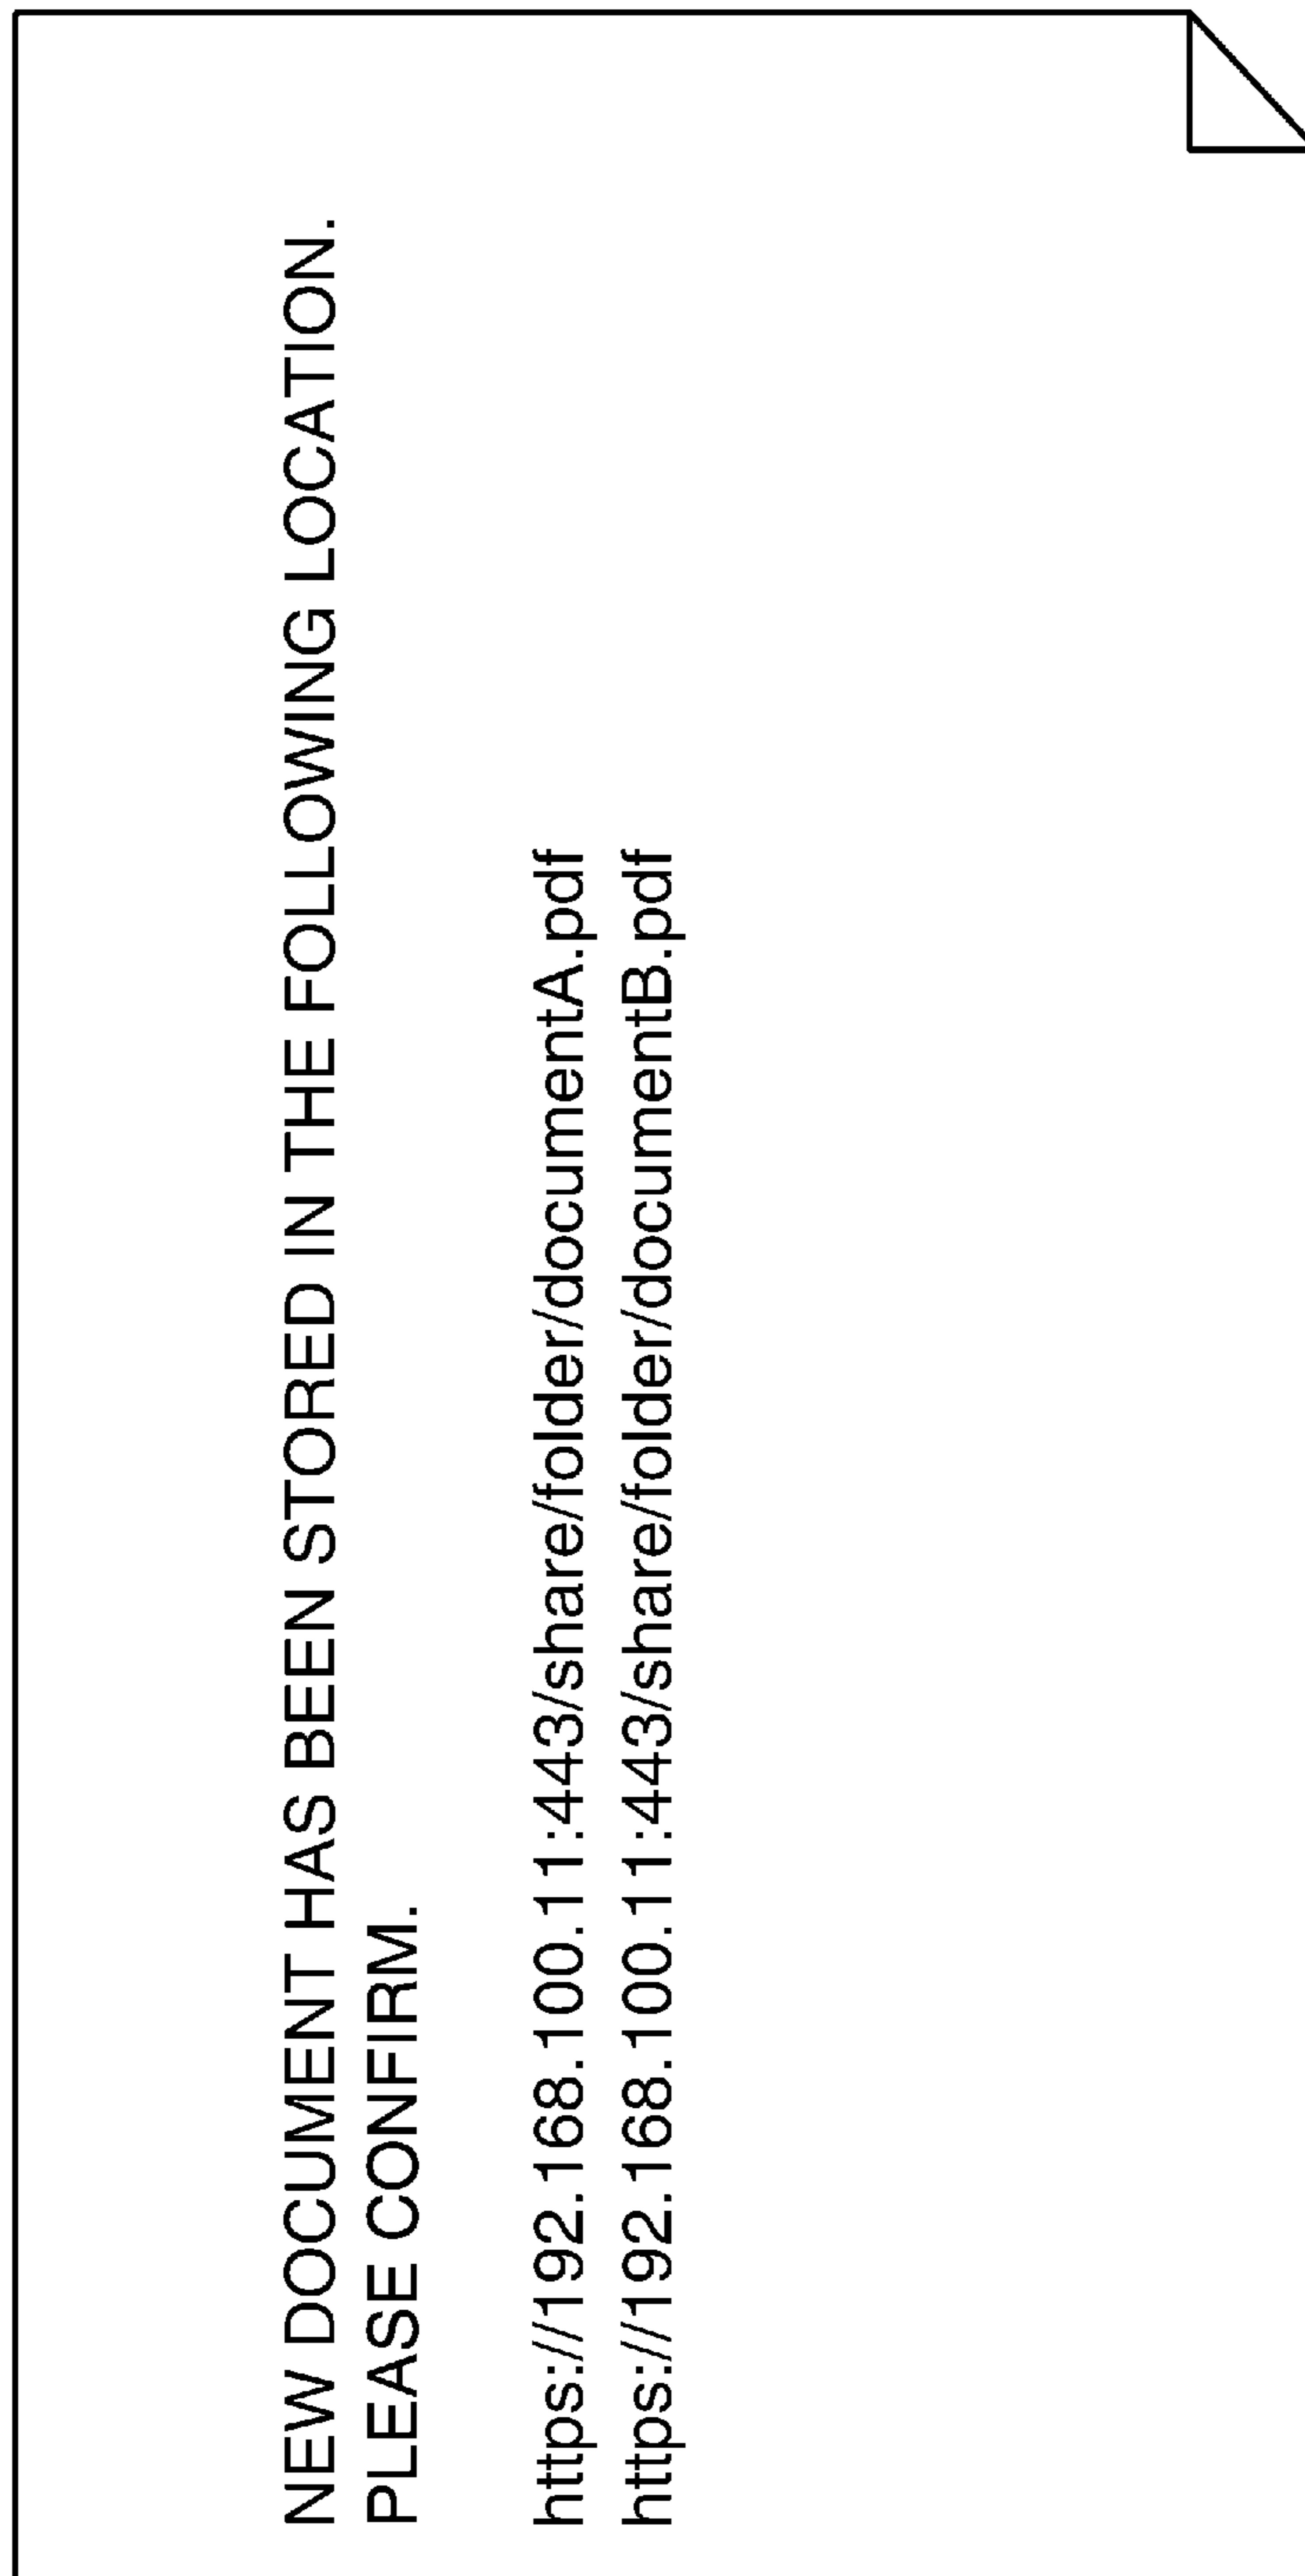 NEW DOCUMENT HAS BEEN STORED IN THE FOLLOWING LOCATION.
PLEASE CONFIRM.
https://192.168.100.11:443/share/folder/documentA.pdf
https://192.168.100.11:443/share/folder/documentB.pdf